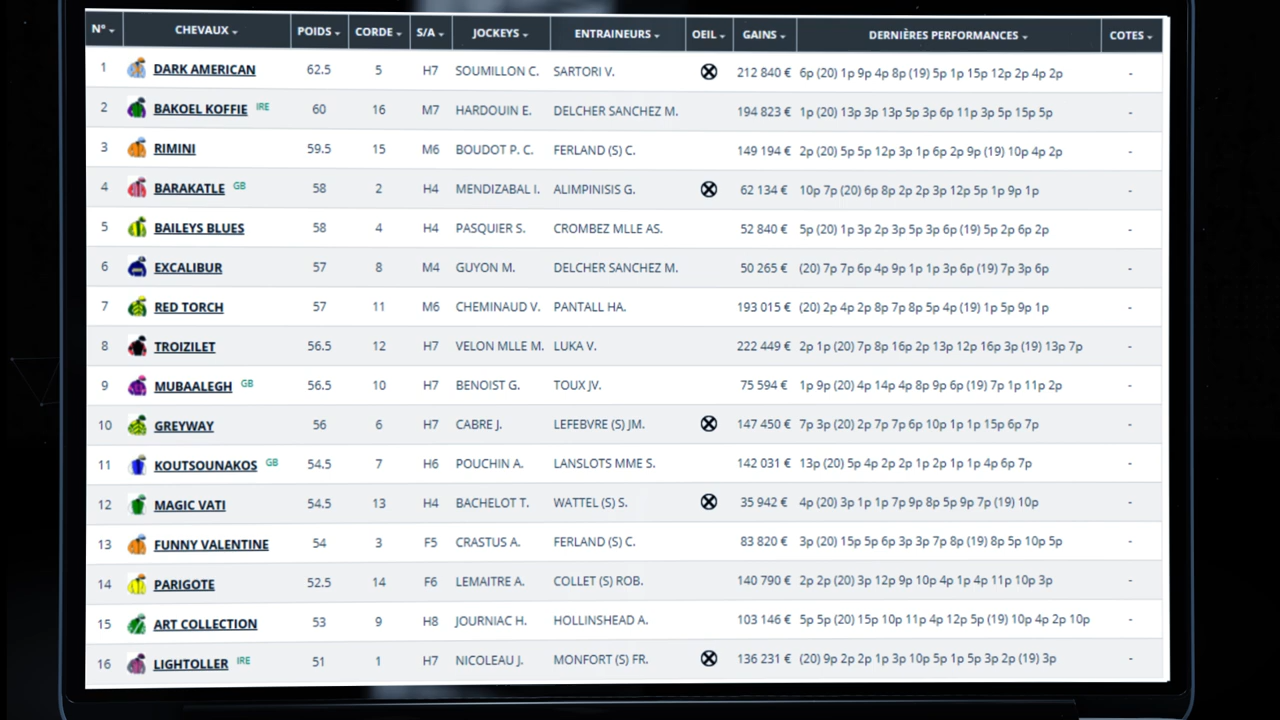 N° CHEVAUX POIDS CORDE S/A JOCKEYS ENTRAINEURS OEIL GAINS DERNIÈRES PERFORMANCES COTES
1 DARK AMERICAN 62.5 5 H7 SOUMILLON C. SARTORI V. 212 840 € 6p (20) 1p 9p 4p 8p (19) 5p 1p 15p 12p 2p 4p 2p -
2 BAKOEL KOFFIE IRE 60 16 M7 HARDOUIN E. DELCHER SANCHEZ M. 194 823 € 1p (20) 13p 3p 13p 5p 3p 6p 11p 3p 5p 15p 5p -
3 RIMINI 59.5 15 M6 BOUDOT P. C. FERLAND (S) C. 149 194 € 2p (20) 5p 5p 12p 3p 1p 6p 2p 9p (19) 10p 4p 2p -
4 BARAKATLE GB 58 2 H4 MENDIZABAL I. ALIMPINISIS G. 62 134 € 10p 7p (20) 6p 8p 2p 2p 3p 12p 5p 1p 9p 1p -
5 BAILEYS BLUES 58 4 H4 PASQUIER S. CROMBEZ MLLE AS. 52 840 € 5p (20) 1p 3p 2p 3p 5p 3p 6p (19) 5p 2p 6p 2p -
6 EXCALIBUR 57 8 M4 GUYON M. DELCHER SANCHEZ M. 50 265 € (20) 7p 7p 6p 4p 9p 1p 1p 3p 6p (19) 7p 3p 6p -
7 RED TORCH 57 11 M6 CHEMINAUD V. PANTALL HA. 193 015 € (20) 2p 4p 2p 8p 7p 8p 5p 4p (19) 1p 5p 9p 1p -
8 TROIZILET 56.5 12 H7 VELON MLLE M. LUKA V. 222 449 € 2p 1p (20) 7p 8p 16p 2p 13p 12p 16p 3p (19) 13p 7p -
9 MUBAALEGH GB 56.5 10 H7 BENOIST G. TOUX JV. 75 594 € 1p 9p (20) 4p 14p 4p 8p 9p 6p (19) 7p 1p 11p 2p -
10 GREYWAY 56 6 H7 CABRE J. LEFEBVRE (S) JM. 147 450 € 7p 3p (20) 2p 7p 7p 6p 10p 1p 1p 15p 6p 7p -
11 KOUTSOUNAKOS GB 54.5 7 H6 POUCHIN A. LANSLOTS MME S. 142 031 € 13p (20) 5p 4p 2p 2p 1p 2p 1p 1p 4p 6p 7p -
12 MAGIC VATI 54.5 13 H4 BACHELOT T. WATTEL (S) S. 35 942 € 4p (20) 3p 1p 1p 7p 9p 8p 5p 9p 7p (19) 10p -
13 FUNNY VALENTINE 54 3 F5 CRASTUS A. FERLAND (S) C. 83 820 € 3p (20) 15p 5p 6p 3p 3p 7p 8p (19) 8p 5p 10p 5p -
14 PARIGOTE 52.5 14 F6 LEMAITRE A. COLLET (S) ROB. 140 790 € 2p 2p (20) 3p 12p 9p 10p 4p 1p 4p 11p 10p 3p -
15 ART COLLECTION 53 9 H8 JOURNIAC H. HOLLINSHEAD A. 103 146 € 5p 5p (20) 15p 10p 11p 4p 12p 5p (19) 10p 4p 2p 10p -
16 LIGHTOLLER IRE 51 1 H7 NICOLEAU J. MONFORT (S) FR. 136 231 € (20) 9p 2p 2p 1p 3p 10p 5p 1p 5p 3p 2p (19) 3p -